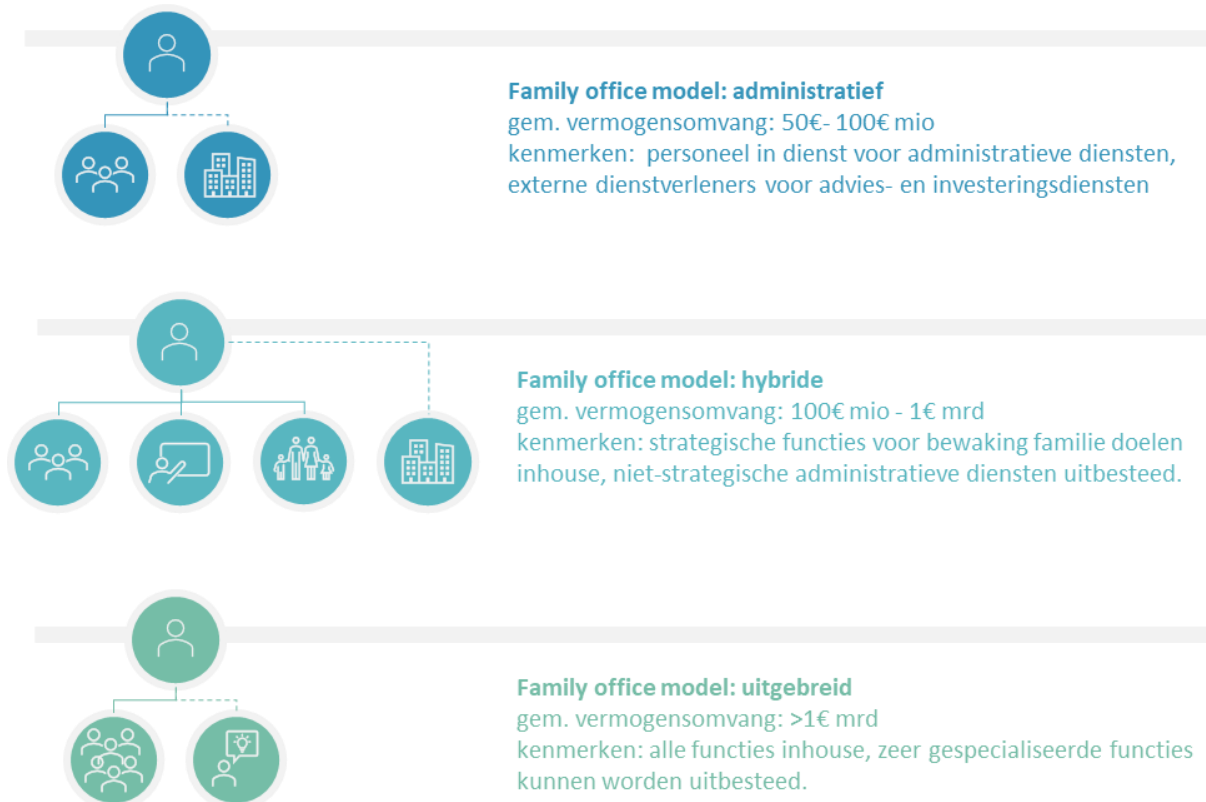 Family office model: administratief
gem. vermogensomvang: 50€- 100€ mio
kenmerken: personeel in dienst voor administratieve diensten,
externe dienstverleners voor advies- en investeringsdiensten
Family office model: hybride
gem. vermogensomvang: 100€ mio - 1€ mrd
kenmerken: strategische functies voor bewaking familie doelen
inhouse, niet-strategische administratieve diensten uitbesteed.
Family office model: uitgebreid
gem. vermogensomvang: >1€ mrd
kenmerken: alle functies inhouse, zeer gespecialiseerde functies
kunnen worden uitbesteed.